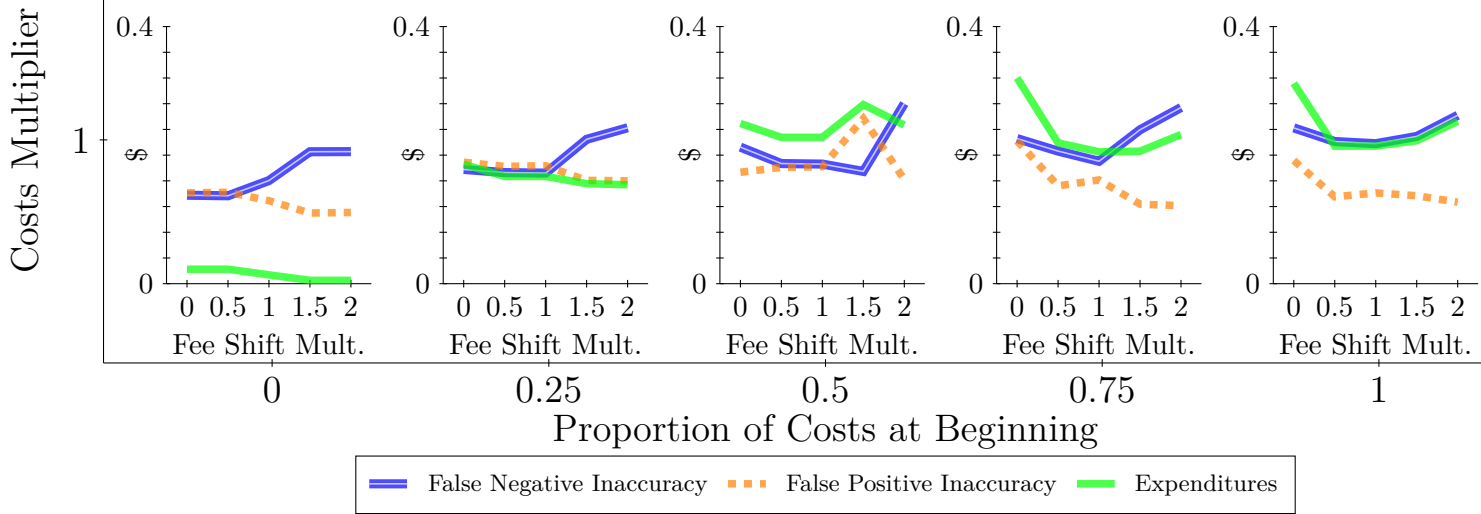 Costs Multiplier
1
0.4 0.4 0.4 0.4 0.4
$ $ $ $ $
0 0 0 0 0
0 0.5 1 1.5 2 0 0.5 1 1.5 2 0 0.5 1 1.5 2 0 0.5 1 1.5 2 0 0.5 1 1.5 2
Fee Shift Mult. Fee Shift Mult. Fee Shift Mult. Fee Shift Mult. Fee Shift Mult.
0 0.25 0.5 0.75 1
Proportion of Costs at Beginning
False Negative Inaccuracy False Positive Inaccuracy Expenditures